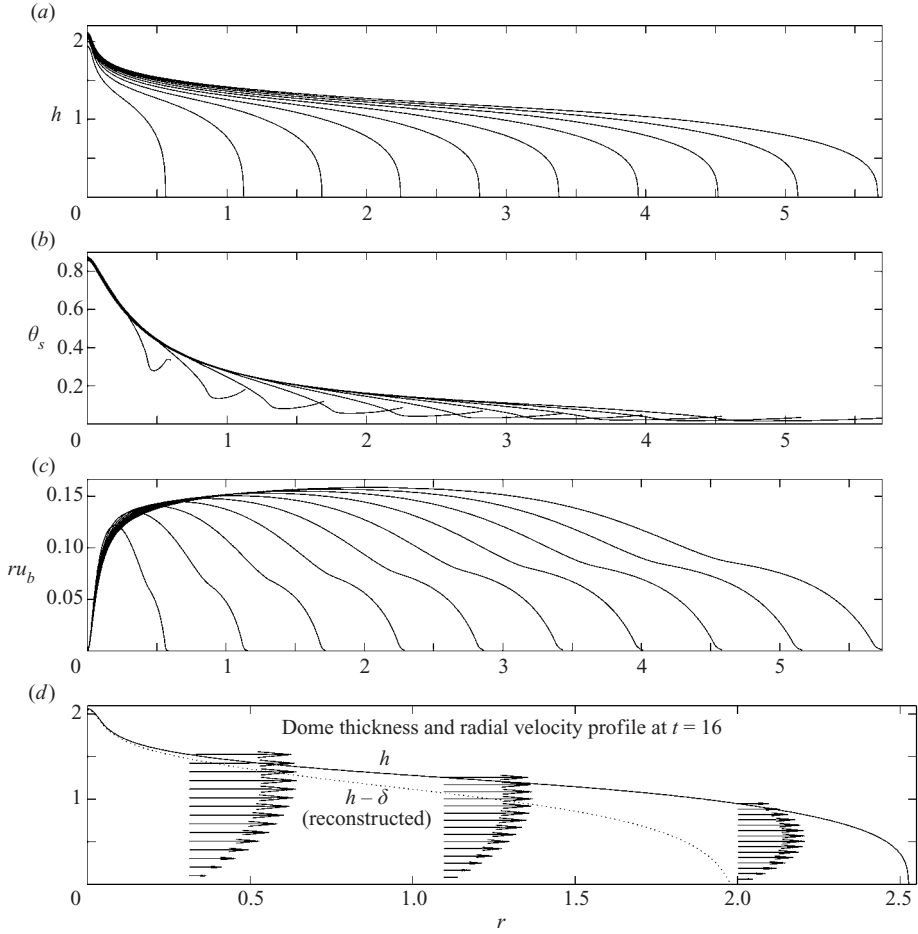 (a)
2
h
1
0 1 2 3 4 5
(b)
0.8
0.6
θs
0.4
0.2
0 1 2 3 4 5
(c)
0.15
0.10
rub
0.05
0 1 2 3 4 5
(d)
2
Dome thickness and radial velocity profile at t = 16
h
1
h – δ
(reconstructed)
0 0.5 1.0 1.5 2.0 2.5
r